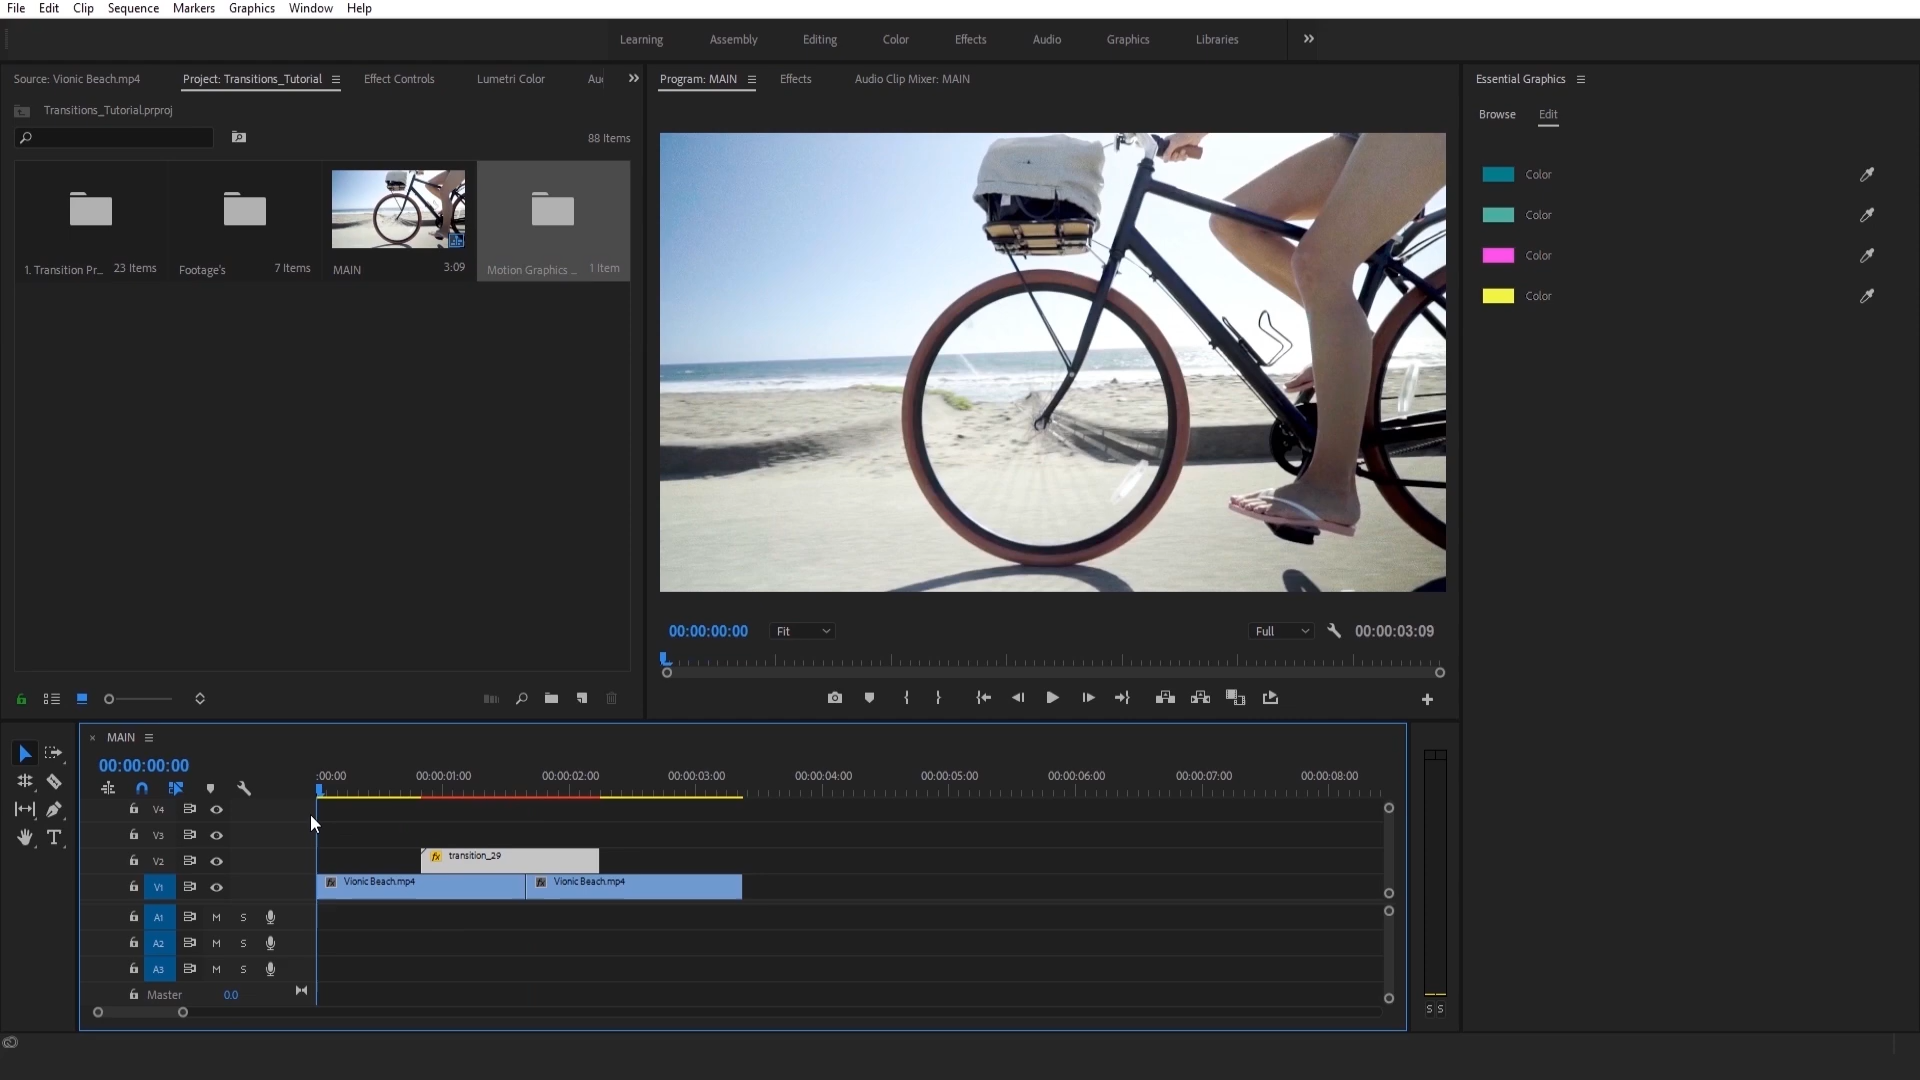 File Edit Clip Sequence Markers Graphics Window Help
Learning Assembly Editing Color Effects Audio Graphics Libraries
Source: Vionic Beach.mp4 Project: Transitions_Tutorial Effect Controls Lumetri Color Au
Program: MAIN Effects Audio Clip Mixer: MAIN
Essential Graphics
Transitions_Tutorial.prproj
Browse Edit
88 Items
Color
Color
Color
Color
1. Transition Pr... 23 Items
Footage's 7 Items
MAIN 3:09
Motion Graphics ... 1 Item
00:00:00:00 Fit Full 00:00:03:09
× MAIN
00:00:00:00
:00:00 00:00:01:00 00:00:02:00 00:00:03:00 00:00:04:00 00:00:05:00 00:00:06:00 00:00:07:00 00:00:08:00
V4
V3
V2 fx transition_29
V1 fx Vionic Beach.mp4 fx Vionic Beach.mp4
A1 M S
A2 M S
A3 M S
Master 0.0
S S